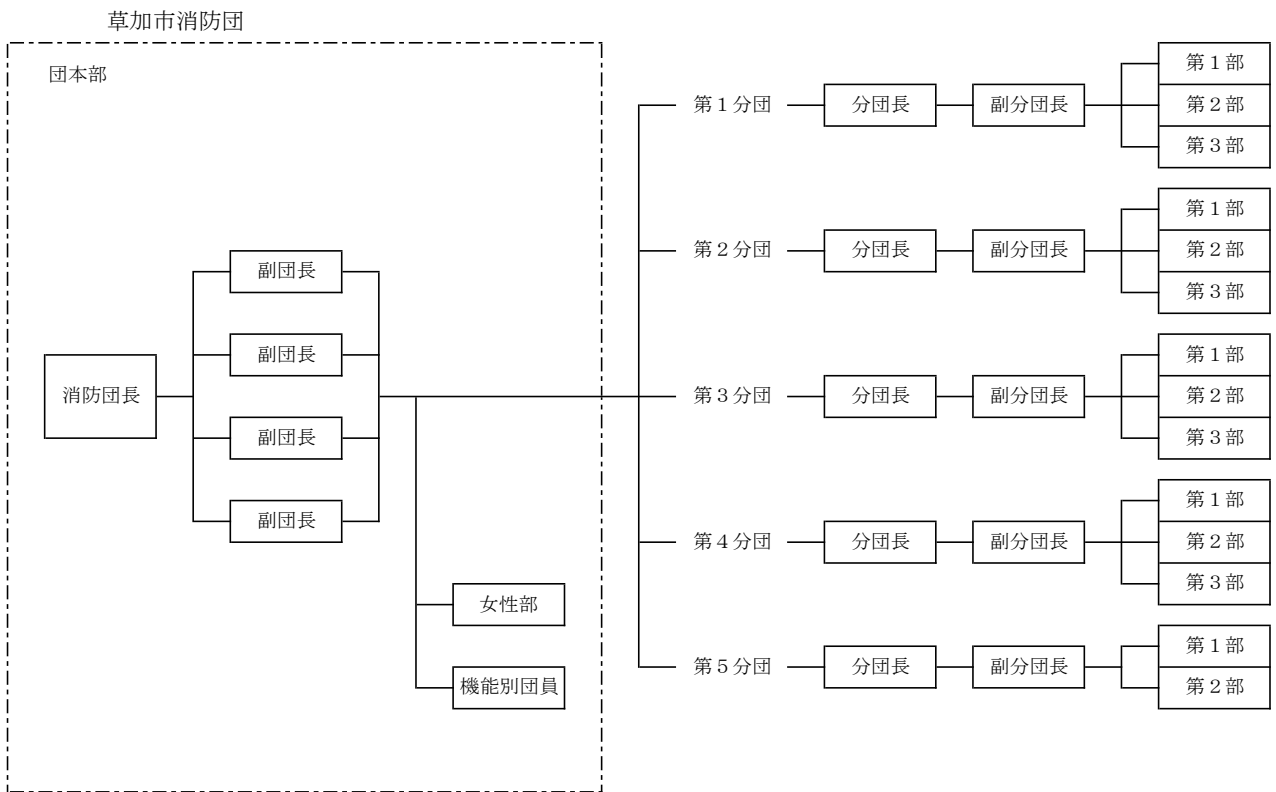 草加市消防団
団本部
消防団長
副団長
副団長
副団長
副団長
女性部
機能別団員
第１分団
分団長
副分団長
第１部
第２部
第３部
第２分団
分団長
副分団長
第１部
第２部
第３部
第３分団
分団長
副分団長
第１部
第２部
第３部
第４分団
分団長
副分団長
第１部
第２部
第３部
第５分団
分団長
副分団長
第１部
第２部